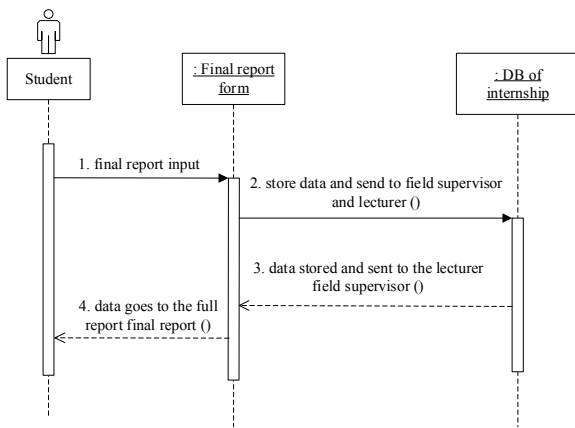 Student
: Final report
form
: DB of
internship
1. final report input
2. store data and send to field supervisor
and lecturer ()
3. data stored and sent to the lecturer
field supervisor ()
4. data goes to the full
report final report ()